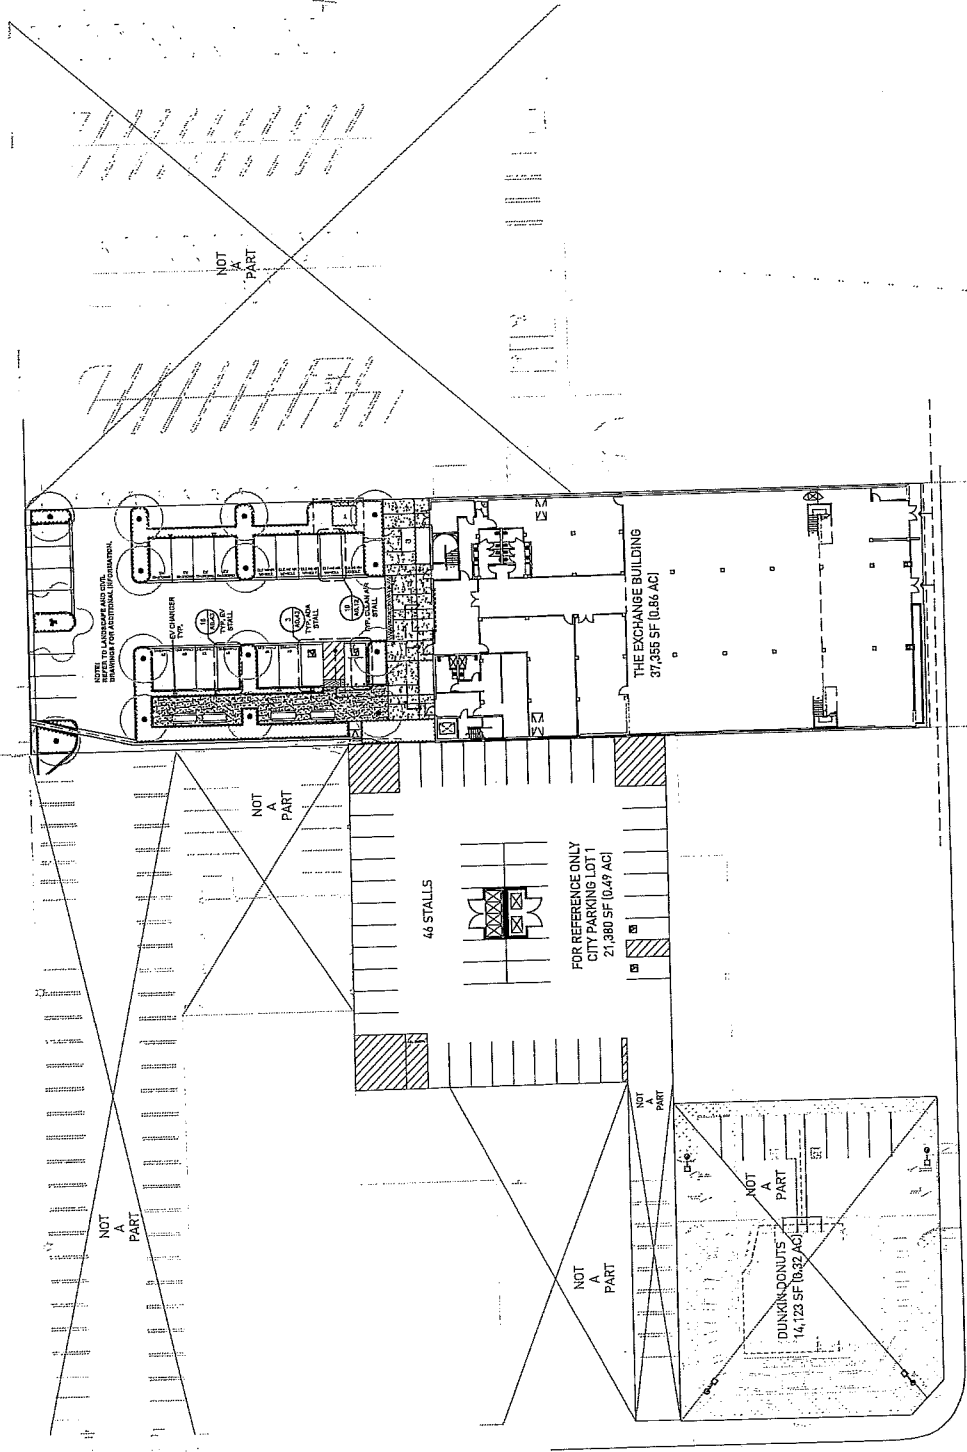 NOT
A
PART
NOTE:
REFER TO LANDSCAPE AND CIVIL
DRAWINGS FOR ADDITIONAL INFORMATION.
EV CHARGER
TYP.
TYP. EV
STALL
3
TYP. ADA
STALL
10
TYP. CLEAN AIR
STALL
THE EXCHANGE BUILDING
37,355 SF (0.86 AC)
NOT
A
PART
46 STALLS
FOR REFERENCE ONLY
CITY PARKING LOT 1
21,380 SF (0.49 AC)
NOT
A
PART
NOT
A
PART
NOT
A
PART
NOT
A
PART
DUNKIN DONUTS
14,123 SF (0.32 AC)